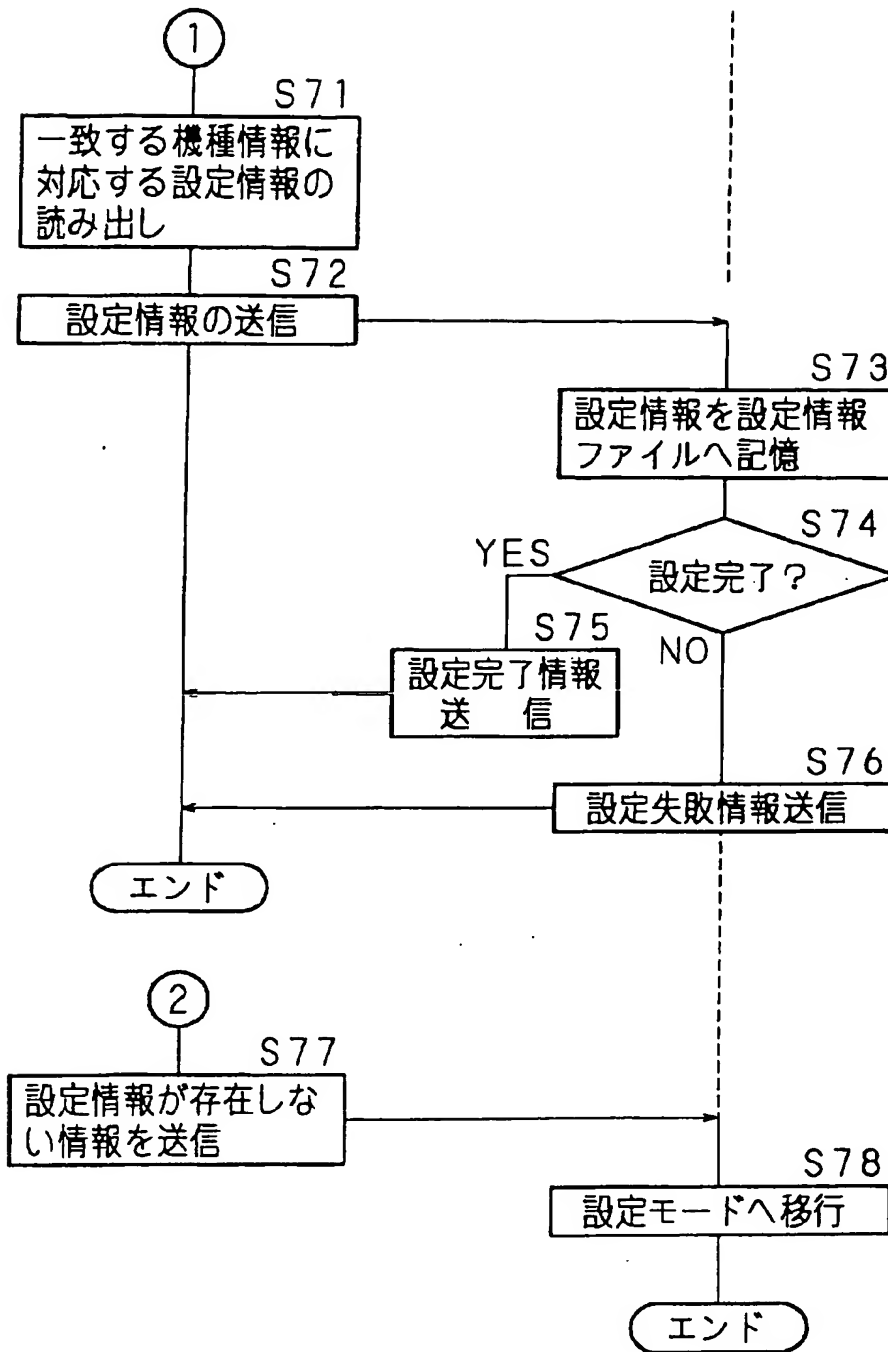 1
S71
一致する機種情報に
対応する設定情報の
読み出し
S72
設定情報の送信
S73
設定情報を設定情報
ファイルへ記憶
S74
設定完了?
YES
NO
S75
設定完了情報
送 信
S76
設定失敗情報送信
エンド
2
S77
設定情報が存在しな
い情報を送信
S78
設定モードへ移行
エンド